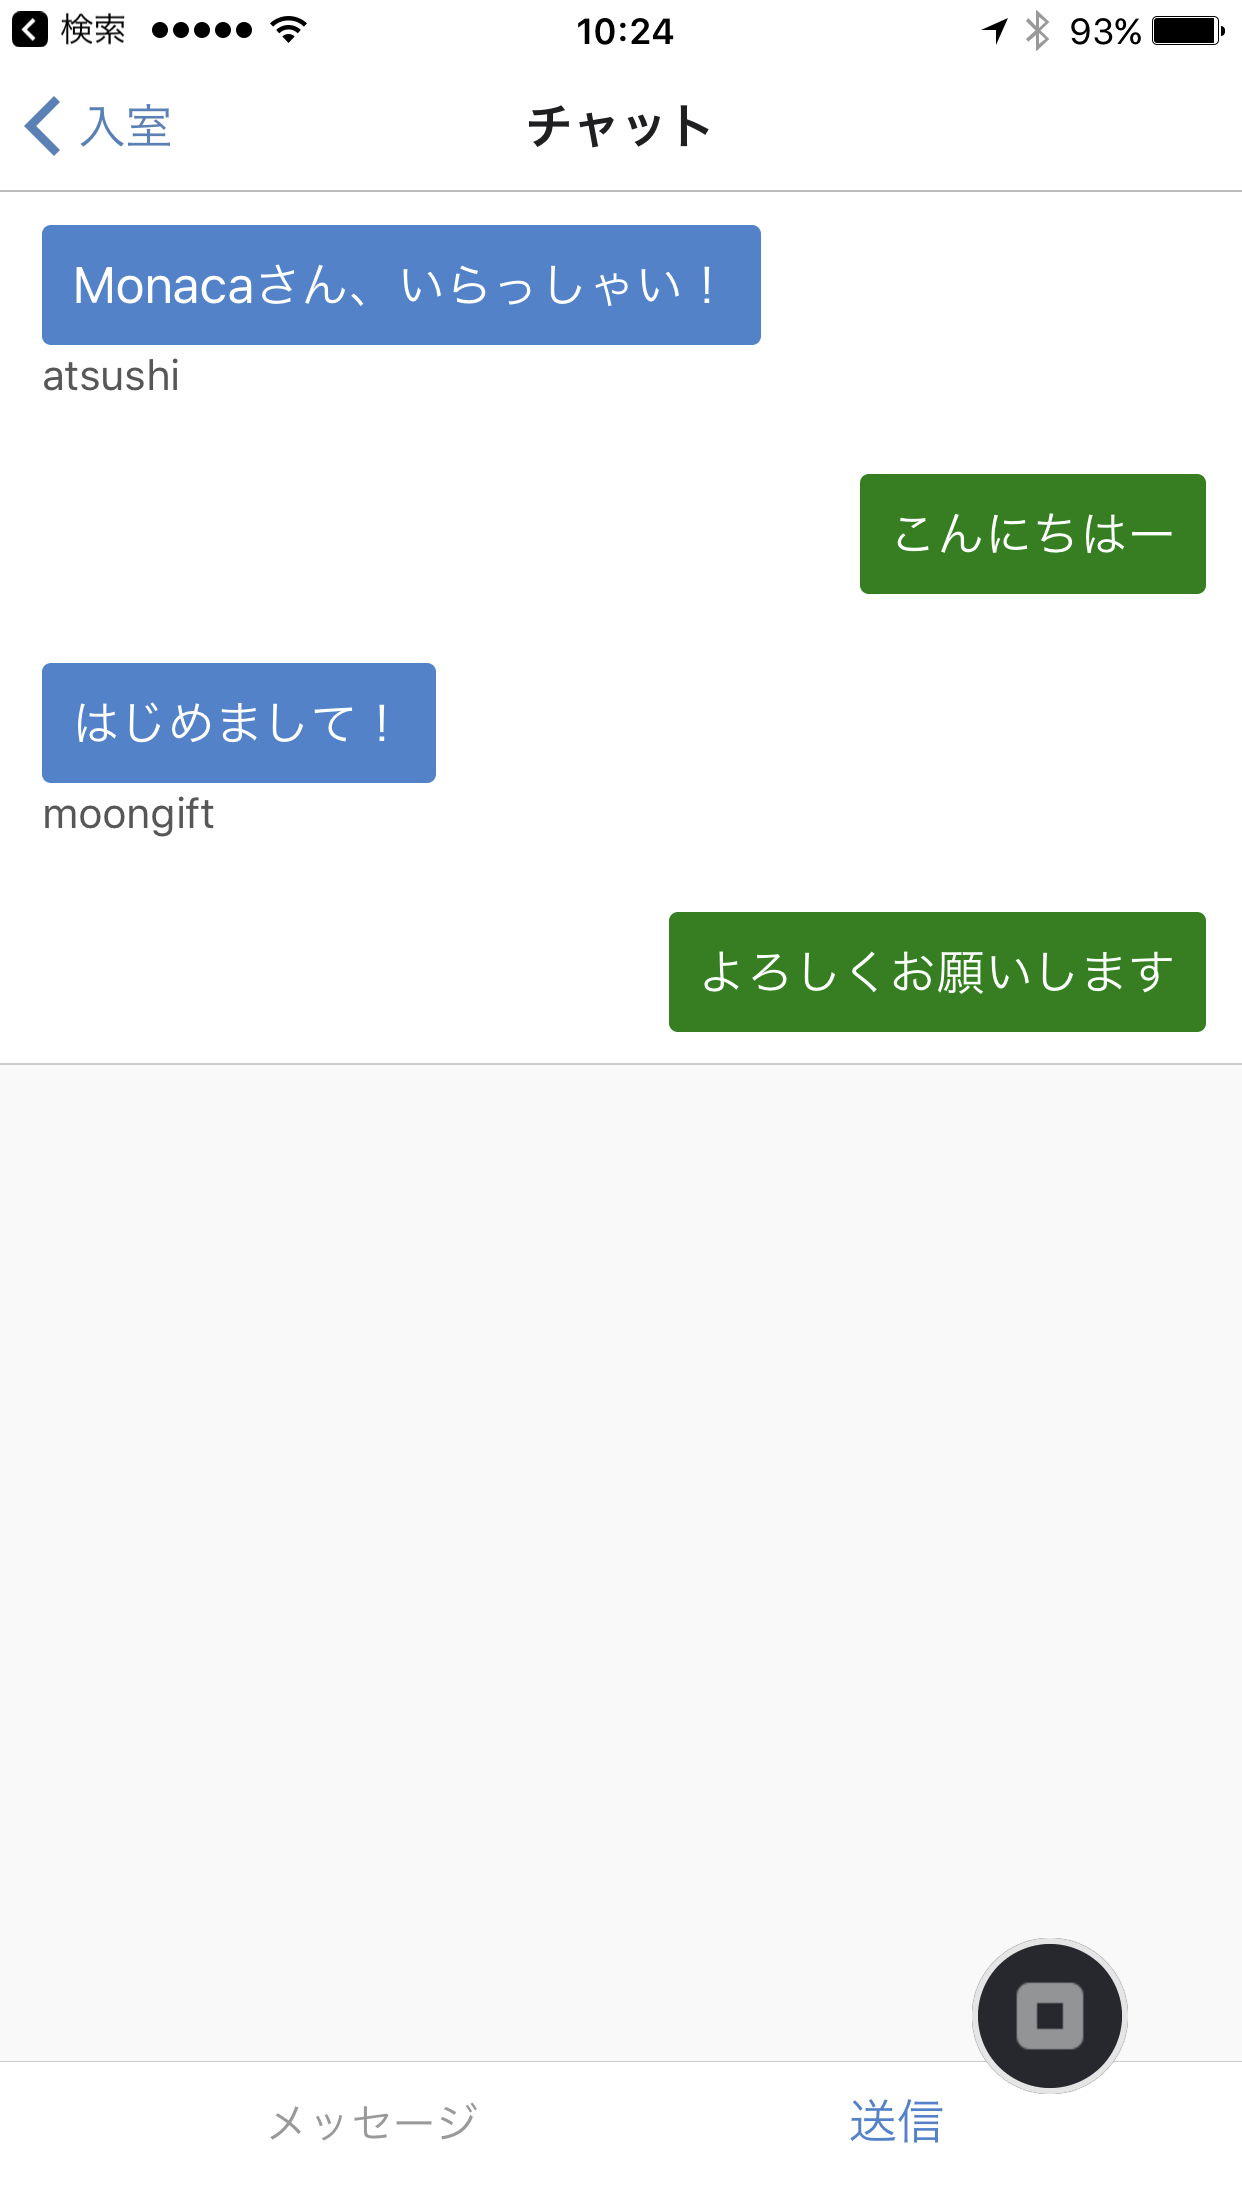 検索 10:24 93%
入室 チャット
Monacaさん、いらっしゃい！
atsushi
こんにちはー
はじめまして！
moongift
よろしくお願いします
メッセージ 送信